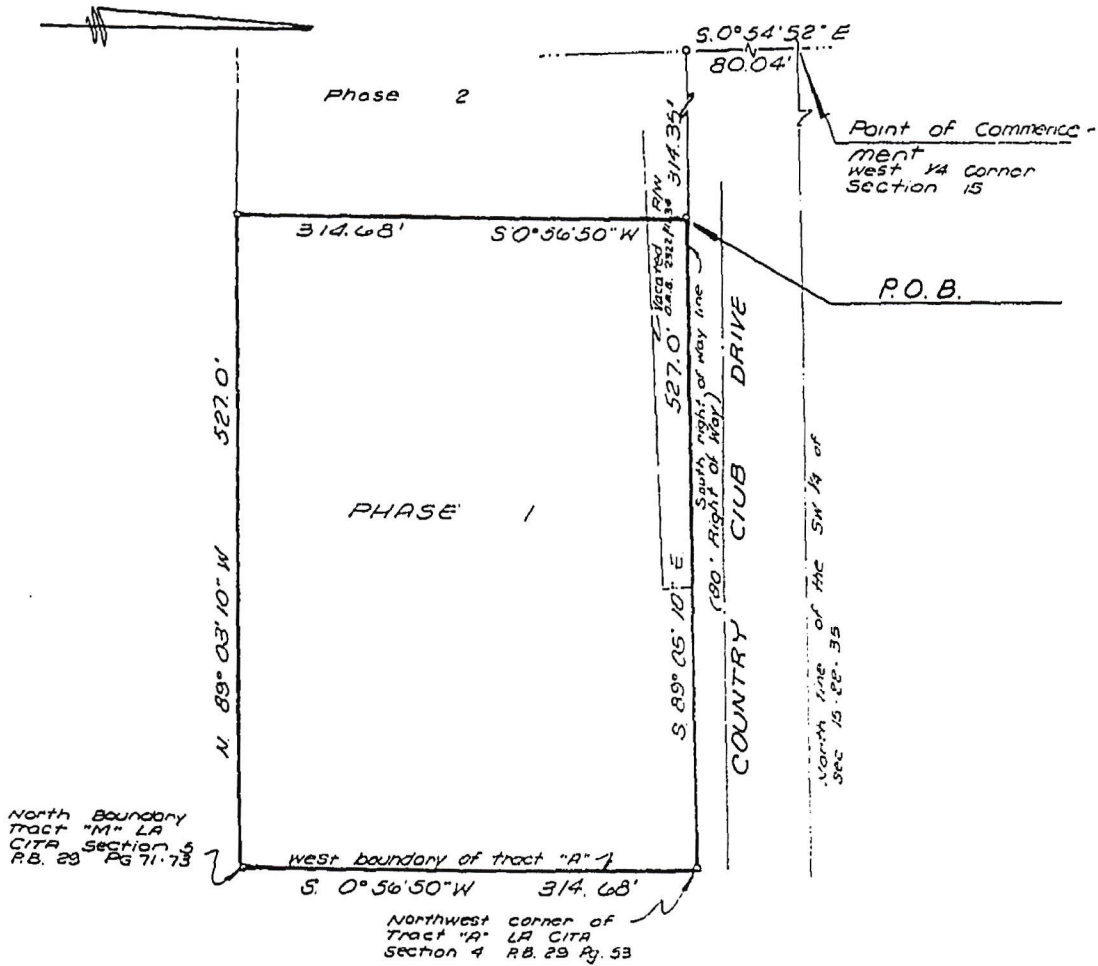 S. 0° 54' 52" E
80.04'
Phase 2
Point of Commence-
ment
West 1/4 Corner
Section 15
314.35'
Vacated R/W
O.R.B. 2922
314.68' S 0° 56' 50" W
P.O.B.
527.0'
527.0'
South right of way line
(80' Right of Way)
COUNTRY CLUB DRIVE
PHASE 1
N. 89° 03' 10" W
S. 89° 05' 10" E
North line of the SW 1/4 of
Sec 15-22-35
North Boundary
Tract "M" LA
CITA Section 5
P.B. 29 PG 71-73
West boundary of tract "A"
S. 0° 56' 50" W 314.68'
Northwest corner of
Tract "A" LA CITA
Section 4 P.B. 29 Pg. 53